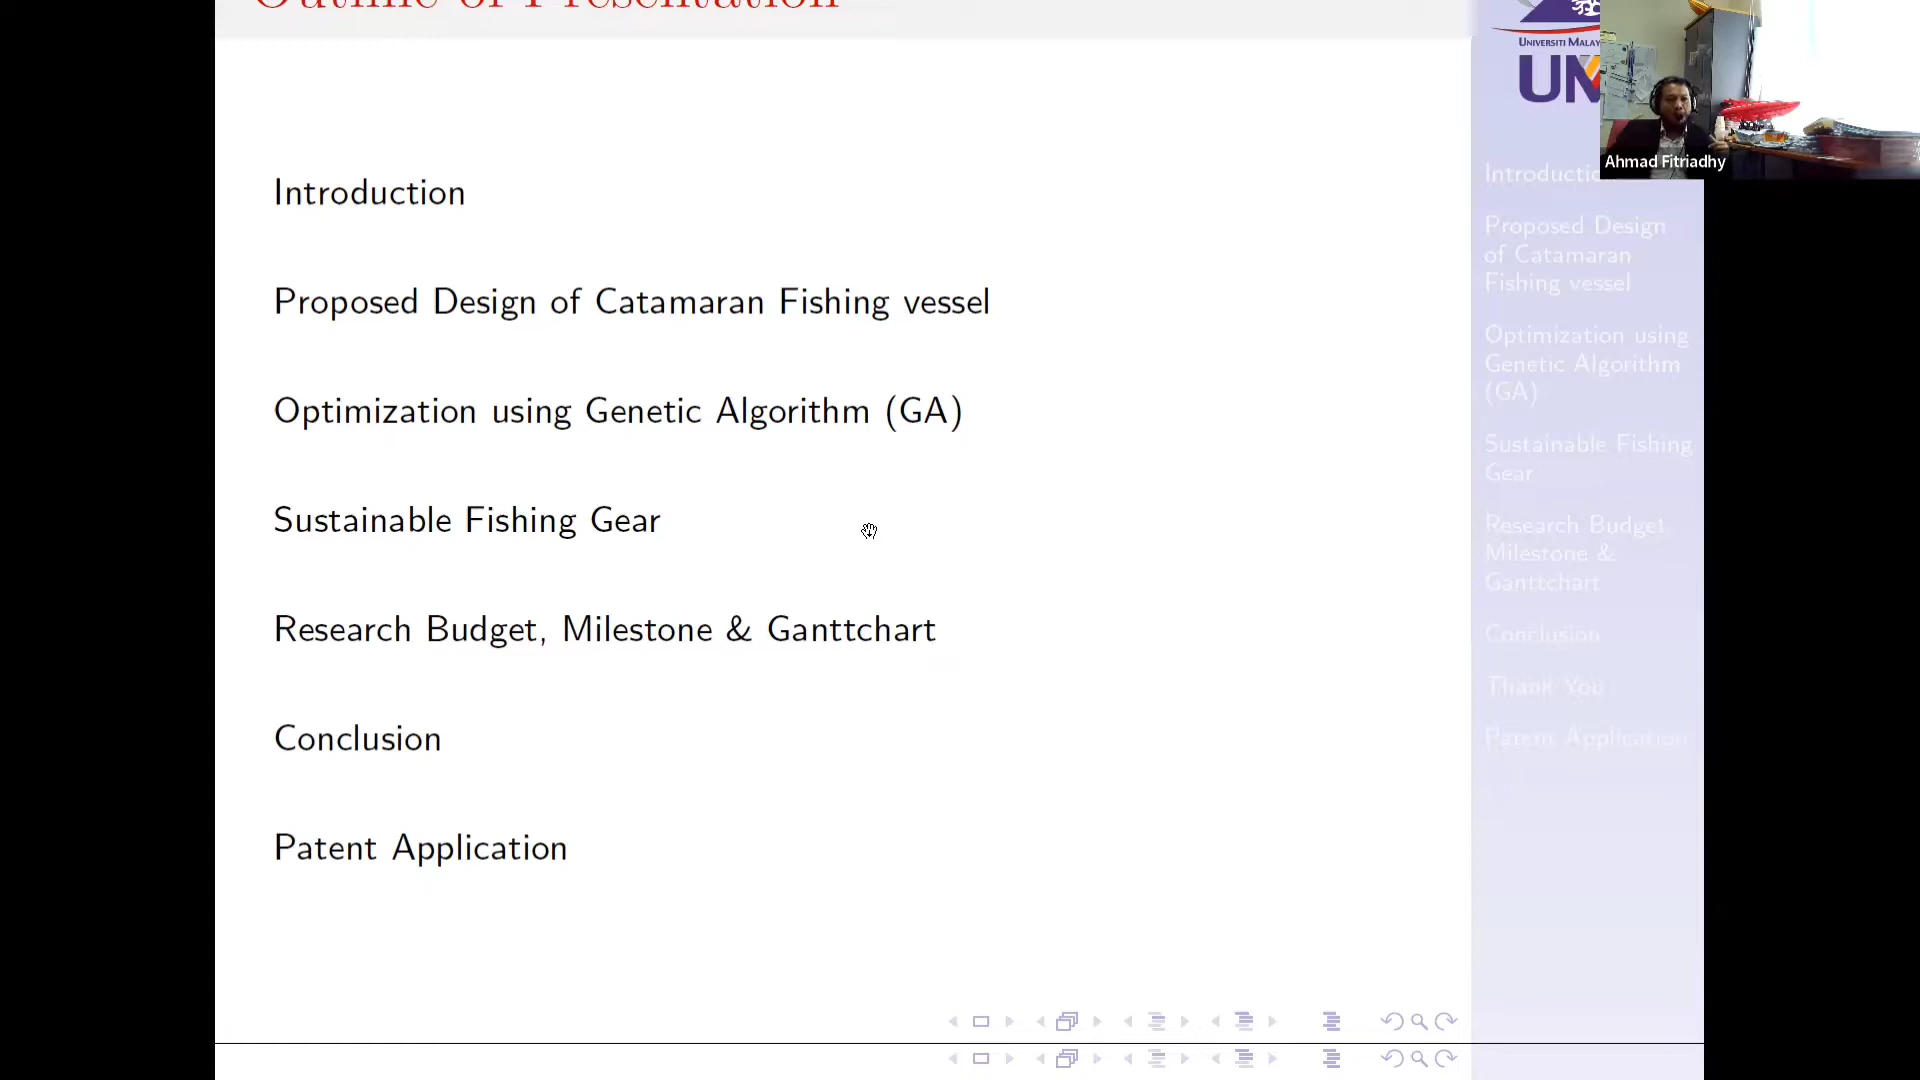 Outline of Presentation
Introduction
Proposed Design of Catamaran Fishing vessel
Optimization using Genetic Algorithm (GA)
Sustainable Fishing Gear
Research Budget, Milestone & Ganttchart
Conclusion
Patent Application
UNIVERSITI MALAY
UM
Ahmad Fitriadhy
Introductio
Proposed Design
of Catamaran
Fishing vessel
Optimization using
Genetic Algorithm
(GA)
Sustainable Fishing
Gear
Research Budget,
Milestone &
Ganttchart
Conclusion
Thank You
Patent Application